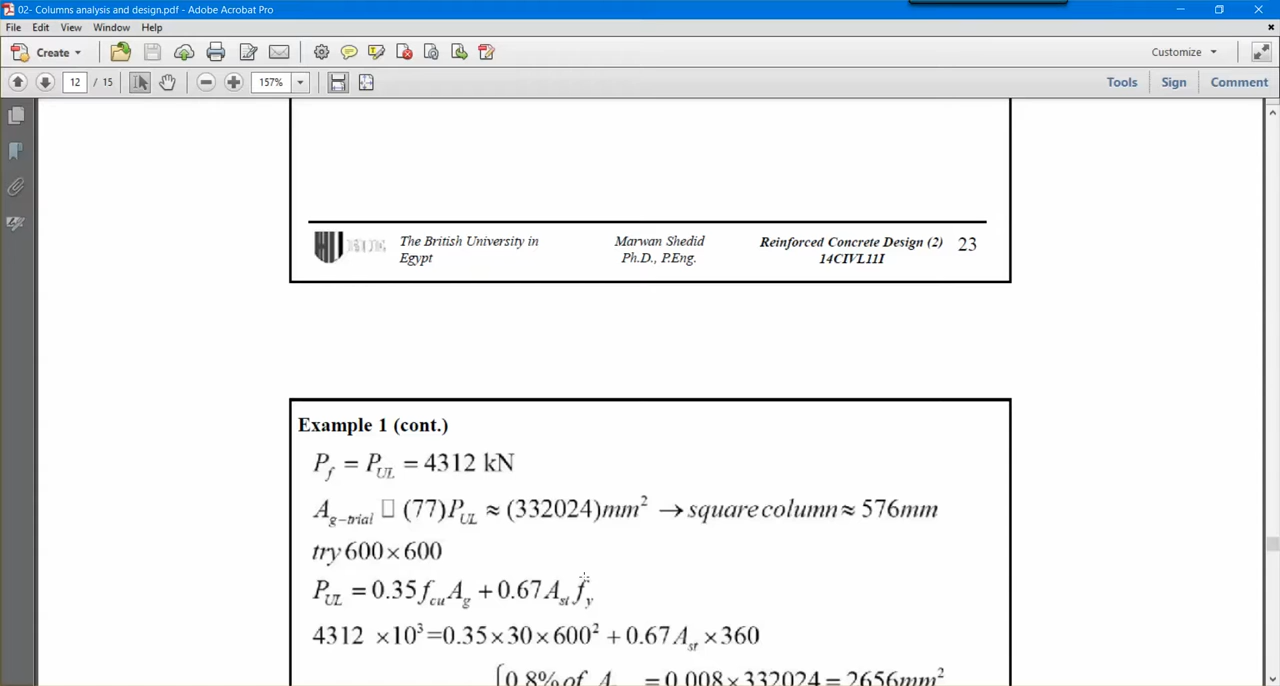 02- Columns analysis and design.pdf - Adobe Acrobat Pro
File Edit View Window Help
Create Customize
12 / 15 157% Tools Sign Comment
The British University in Egypt
Marwan Shedid Ph.D., P.Eng.
Reinforced Concrete Design (2) 14CIVL11I
23
Example 1 (cont.)
P_f = P_UL = 4312 kN
A_g-trial □ (77)P_UL ≈ (332024)mm² → square column ≈ 576mm
try 600 × 600
P_UL = 0.35 f_cu A_g + 0.67 A_st f_y
4312 ×10³=0.35×30×600² + 0.67 A_st ×360
0.8% of A = 0.008×332024 = 2656mm²